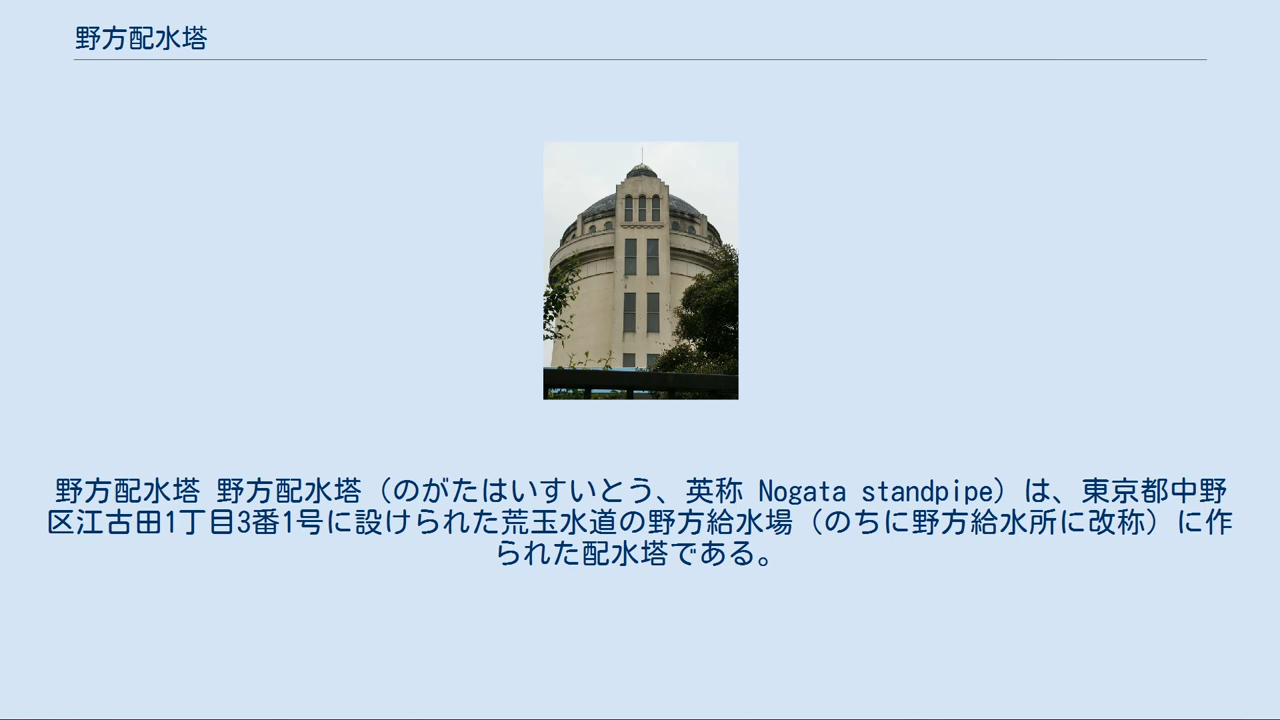 野方配水塔
野方配水塔 野方配水塔（のがたはいすいとう、英称 Nogata standpipe）は、東京都中野
区江古田1丁目3番1号に設けられた荒玉水道の野方給水場（のちに野方給水所に改称）に作
られた配水塔である。